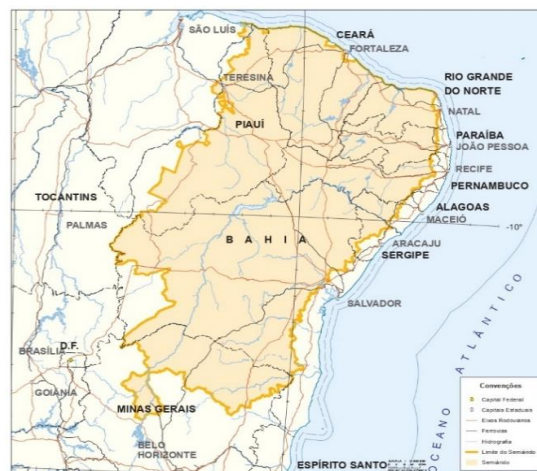 SÃO LUÍS
CEARÁ
FORTALEZA
TERESINA
RIO GRANDE
DO NORTE
NATAL
PIAUÍ
PARAÍBA
JOÃO PESSOA
RECIFE
PERNAMBUCO
TOCANTINS
ALAGOAS
MACEIÓ
PALMAS
-10°
BAHIA
ARACAJU
SERGIPE
SALVADOR
OCEANO ATLÂNTICO
D.F.
BRASÍLIA
GOIÂNIA
MINAS GERAIS
BELO
HORIZONTE
ESPÍRITO SANTO
Convenções
Capital Federal
Capitais Estaduais
Eixos Rodoviários
Ferrovias
Hidrografia
Limite do Semiárido
Semiárido